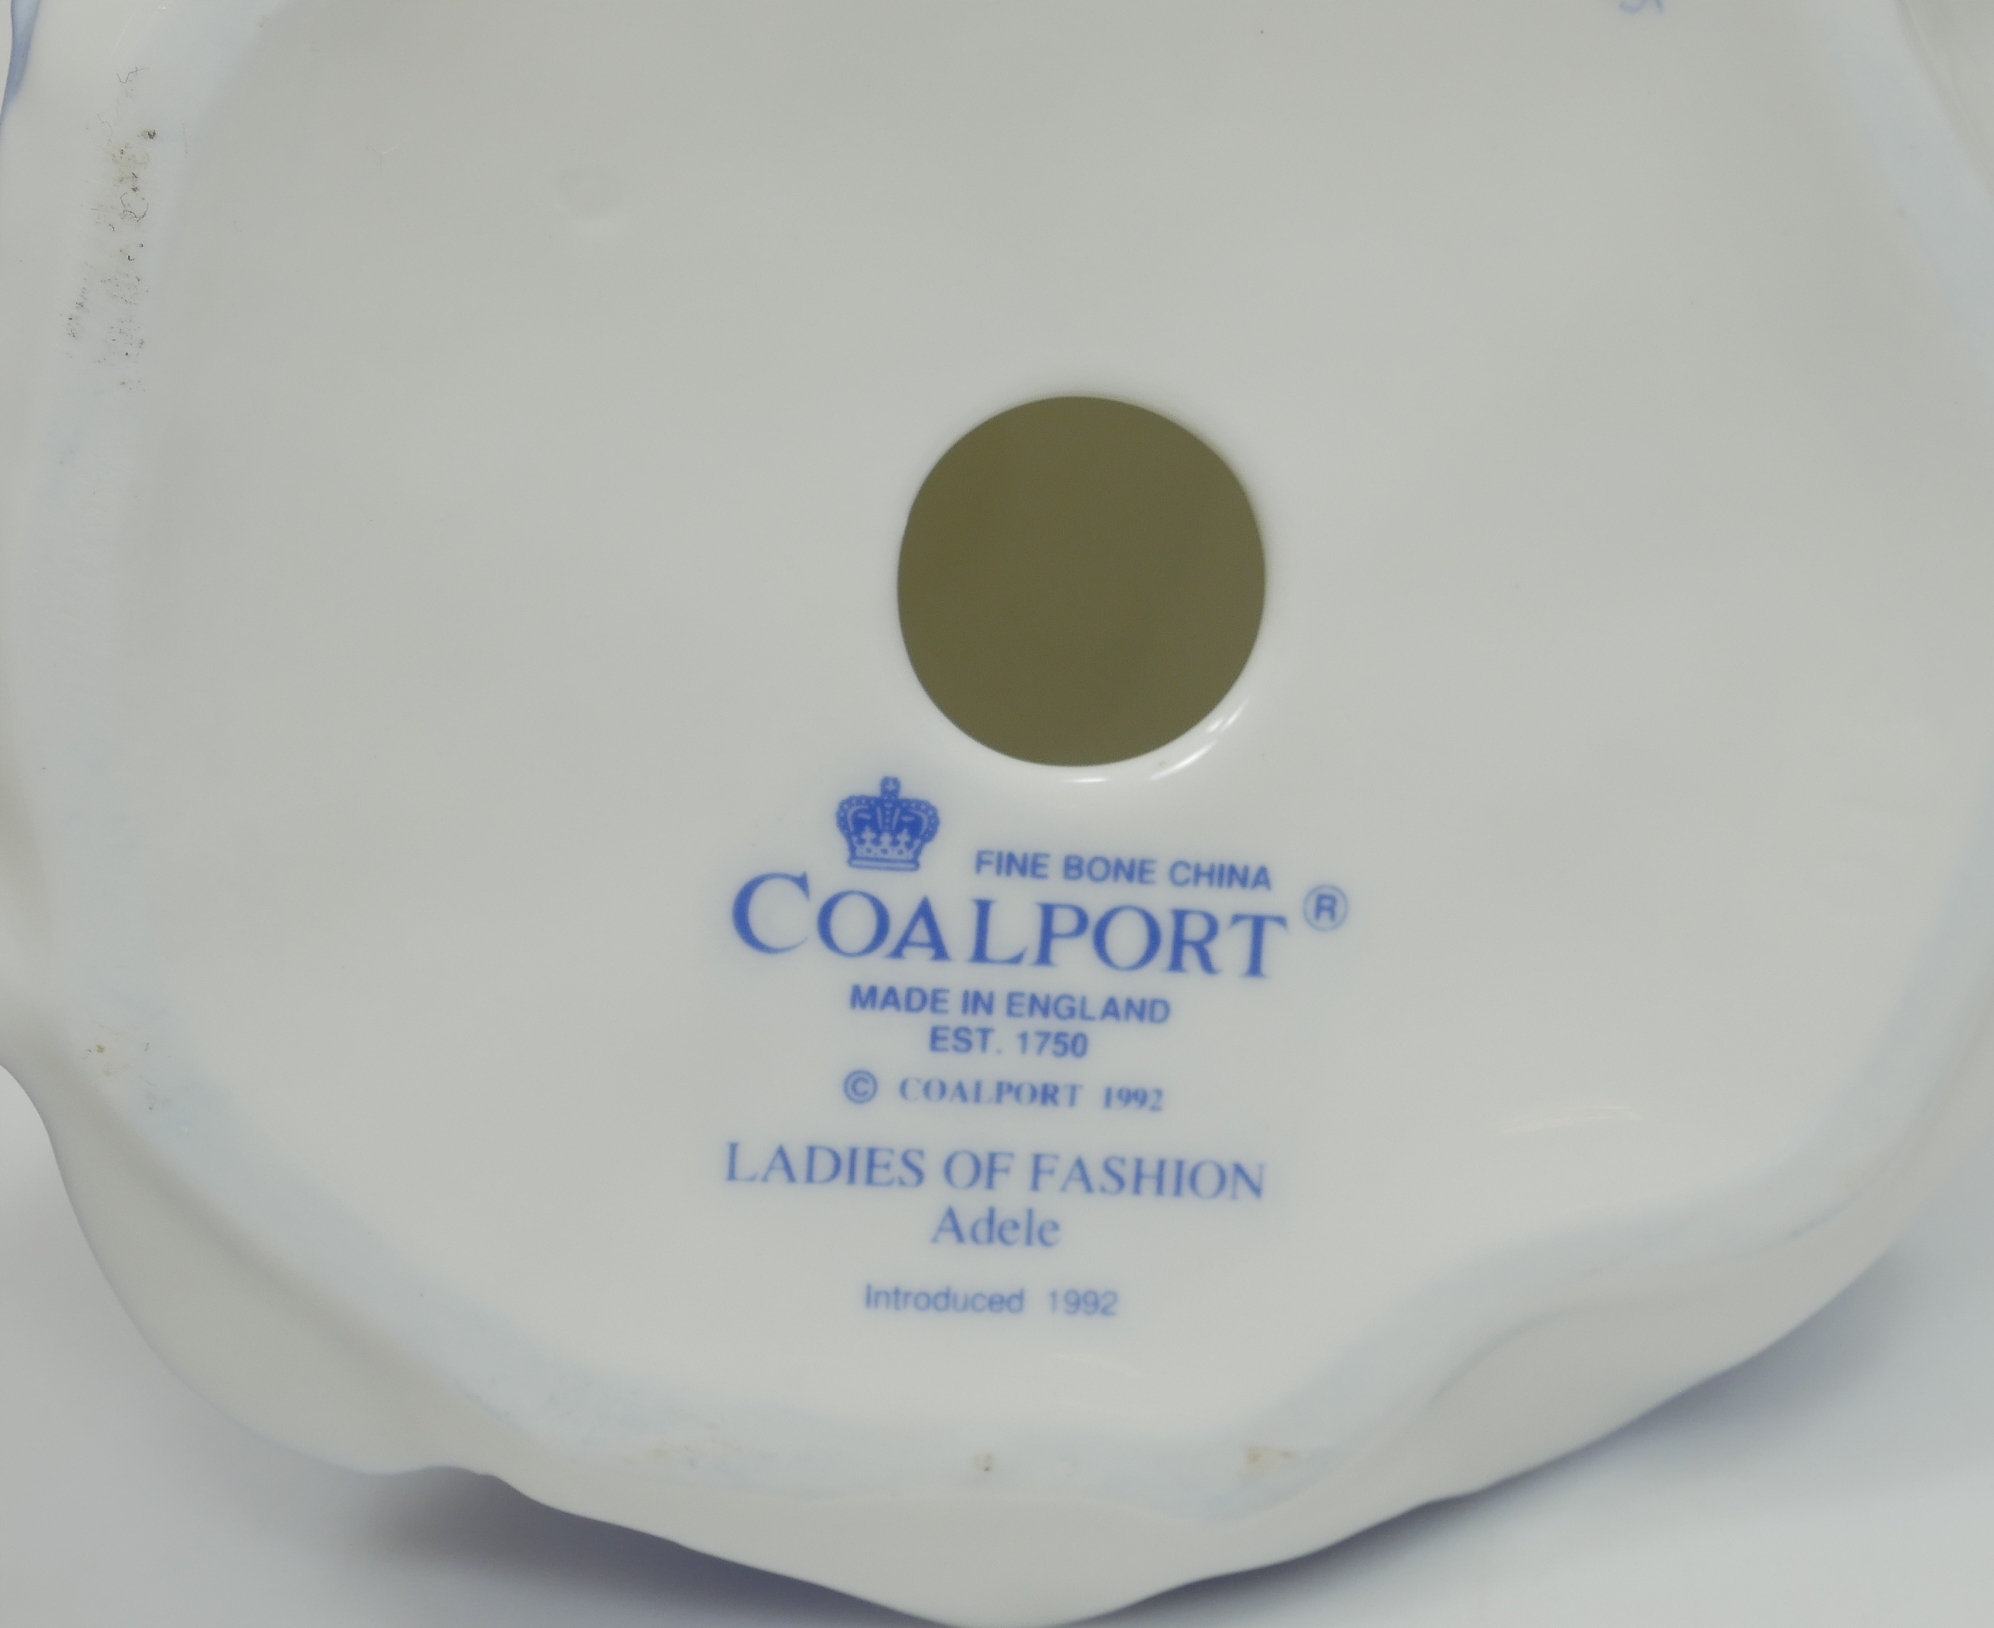 FINE BONE CHINA
COALPORT ®
MADE IN ENGLAND
EST. 1750
© COALPORT 1992
LADIES OF FASHION
Adele
Introduced 1992